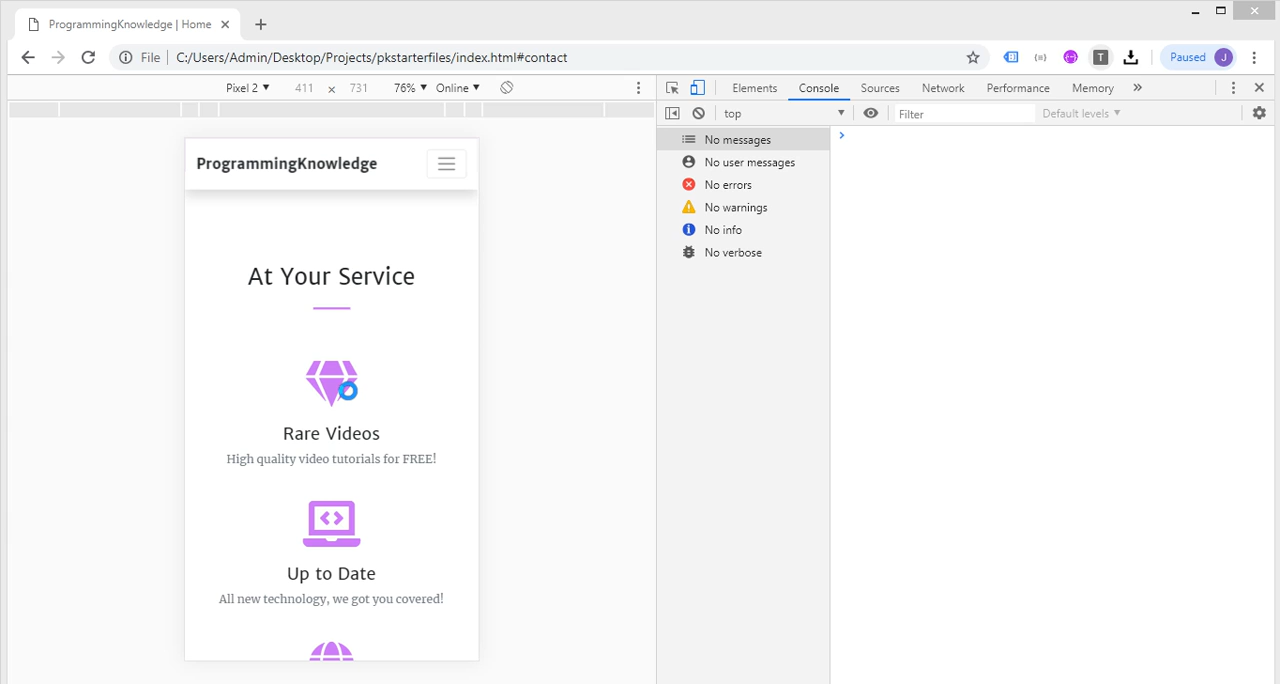 ProgrammingKnowledge | Home
File | C:/Users/Admin/Desktop/Projects/pkstarterfiles/index.html#contact
T
Paused J
Pixel 2 ▼ 411 x 731 76% ▼ Online ▼
Elements Console Sources Network Performance Memory »
top ▼ Filter Default levels ▼
No messages
No user messages
No errors
No warnings
No info
No verbose
ProgrammingKnowledge
At Your Service
Rare Videos
High quality video tutorials for FREE!
Up to Date
All new technology, we got you covered!